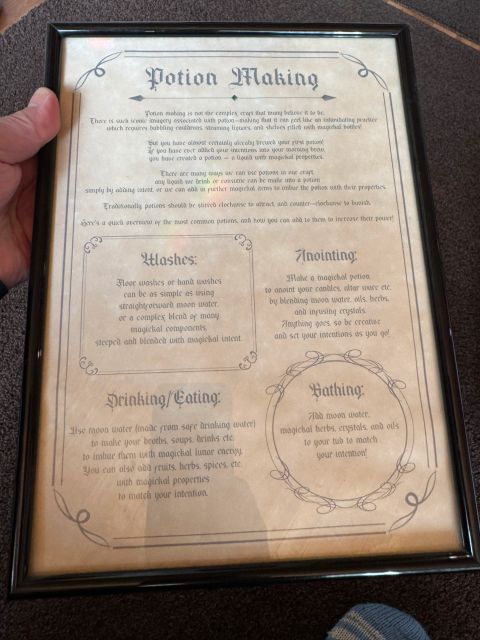 Potion Making
Potion making is not the complex craft that many believe it to be.
There is such iconic imagery associated with potion-making that it can feel like an intimidating practice
which requires bubbling cauldrons, steaming liquors, and shelves filled with magickal bottles!
But you have almost certainly already brewed your first potion!
If you have ever added your intentions into your morning brew,
you have created a potion – a liquid with magickal properties.
There are many ways we can use potions in our craft.
any liquid we drink or consume can be made into a potion
simply by adding intent, or we can add in further magickal items to imbue the potion with their properties.
Traditionally potions should be stirred clockwise to attract, and counter-clockwise to banish.
Here's a quick overview of the most common potions, and how you can add to them to increase their power!
Washes:
Floor washes or hand washes
can be as simple as using
straightforward moon water,
or a complex blend of many
magickal components,
steeped and blended with magickal intent.
Anointing:
Make a magickal potion
to anoint your candles, altar ware etc.
by blending moon water, oils, herbs,
and infusing crystals.
Anything goes, so be creative
and set your intentions as you go!
Drinking/Eating:
Use moon water (made from safe drinking water)
to make your broths, soups, drinks etc.
to imbue them with magickal lunar energy.
You can also add fruits, herbs, spices, etc.
with magickal properties
to match your intention.
Bathing:
Add moon water,
magickal herbs, crystals, and oils
to your tub to match
your intention!